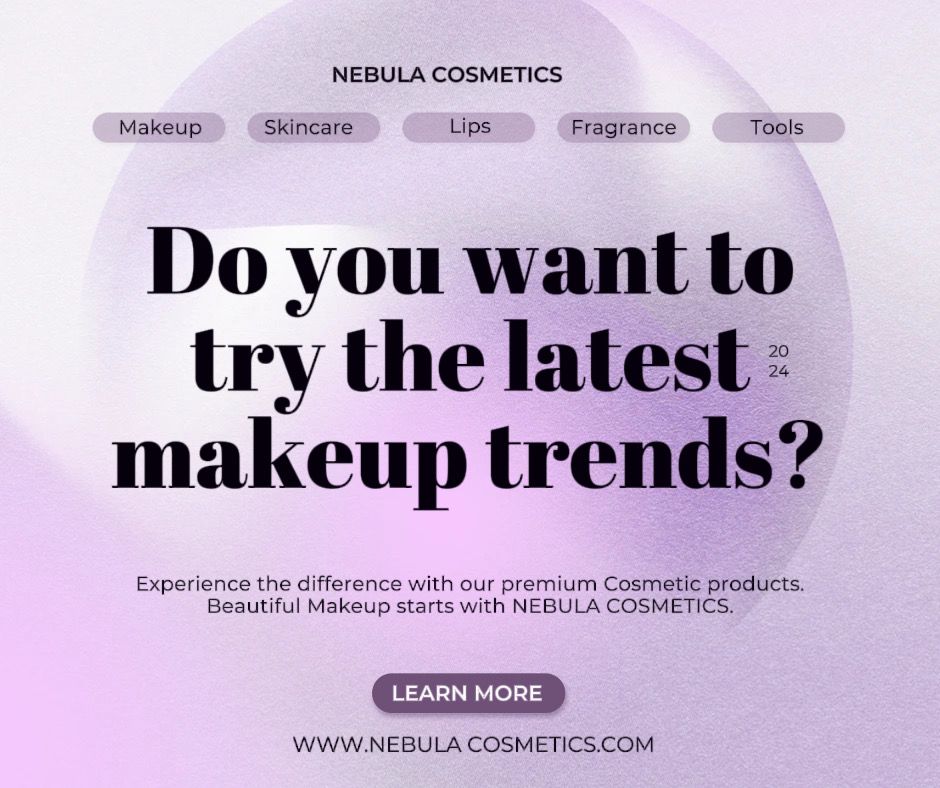 NEBULA COSMETICS
Makeup Skincare Lips Fragrance Tools
Do you want to
try the latest
20
24
makeup trends?
Experience the difference with our premium Cosmetic products.
Beautiful Makeup starts with NEBULA COSMETICS.
LEARN MORE
WWW.NEBULA COSMETICS.COM